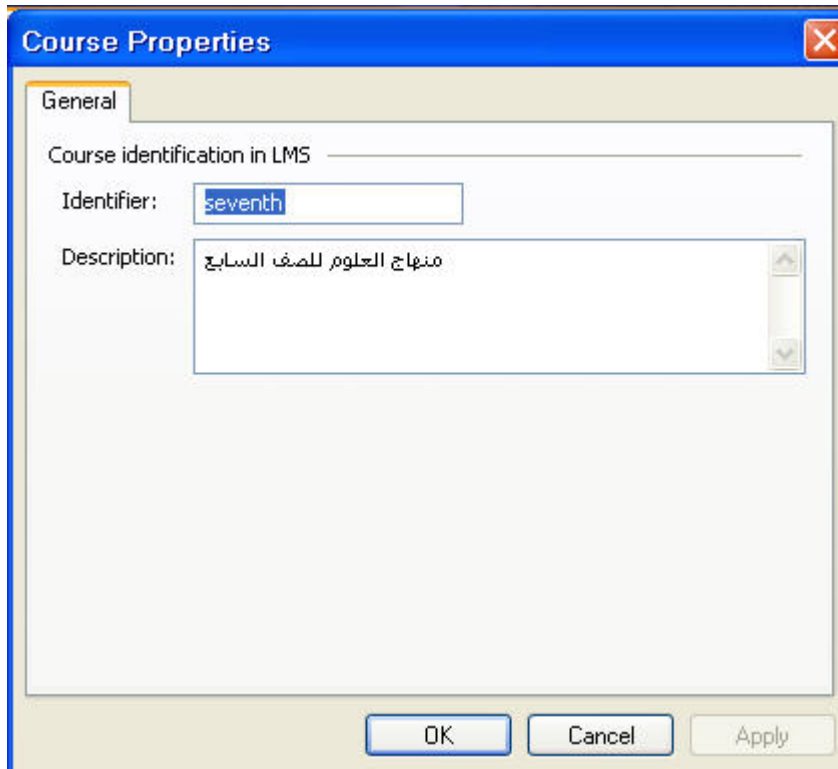 Course Properties
General
Course identification in LMS
Identifier: seventh
Description: منهاج العلوم للصف السابع
OK Cancel Apply